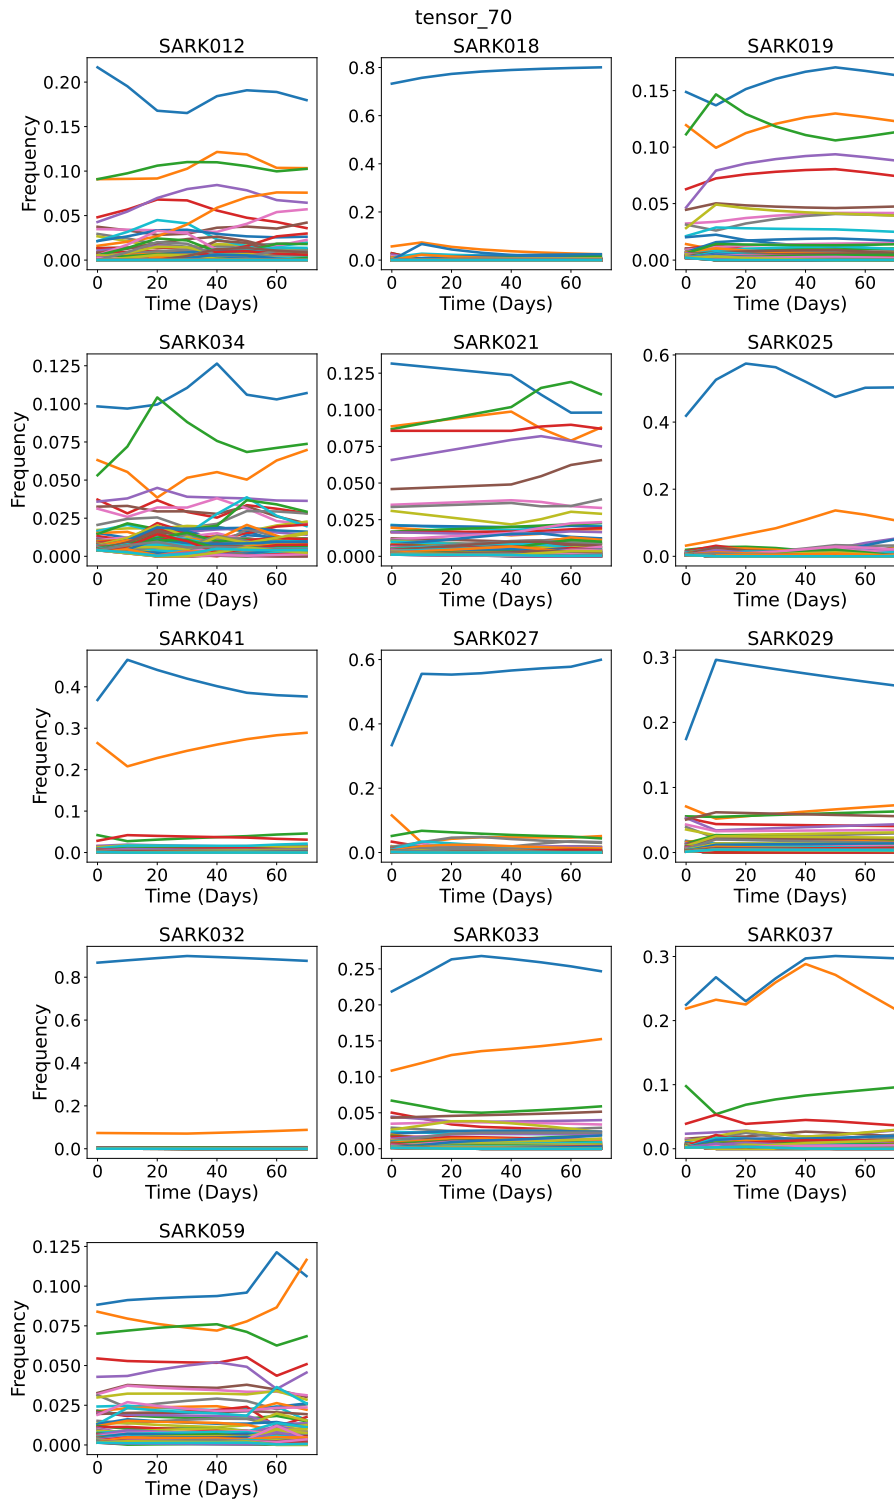 tensor_70
SARK012
SARK018
SARK019
Frequency
0.20
0.15
0.10
0.05
0.00
0.8
0.6
0.4
0.2
0.0
0.15
0.10
0.05
0.00
0 20 40 60
0 20 40 60
0 20 40 60
Time (Days)
Time (Days)
Time (Days)
SARK034
SARK021
SARK025
Frequency
0.125
0.100
0.075
0.050
0.025
0.000
0.125
0.100
0.075
0.050
0.025
0.000
0.6
0.4
0.2
0.0
0 20 40 60
0 20 40 60
0 20 40 60
Time (Days)
Time (Days)
Time (Days)
SARK041
SARK027
SARK029
Frequency
0.4
0.3
0.2
0.1
0.0
0.6
0.4
0.2
0.0
0.3
0.2
0.1
0.0
0 20 40 60
0 20 40 60
0 20 40 60
Time (Days)
Time (Days)
Time (Days)
SARK032
SARK033
SARK037
Frequency
0.8
0.6
0.4
0.2
0.0
0.25
0.20
0.15
0.10
0.05
0.00
0.3
0.2
0.1
0.0
0 20 40 60
0 20 40 60
0 20 40 60
Time (Days)
Time (Days)
Time (Days)
SARK059
Frequency
0.125
0.100
0.075
0.050
0.025
0.000
0 20 40 60
Time (Days)